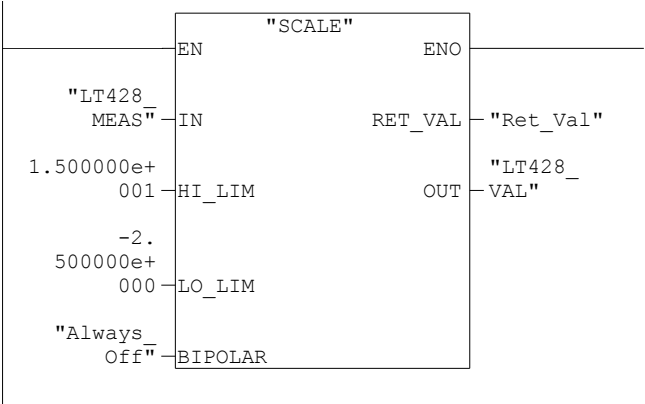 "SCALE"
EN ENO
"LT428_
MEAS" IN RET_VAL "Ret_Val"
1.500000e+ "LT428_
001 HI_LIM OUT VAL"
-2.
500000e+
000 LO_LIM
"Always_
Off" BIPOLAR